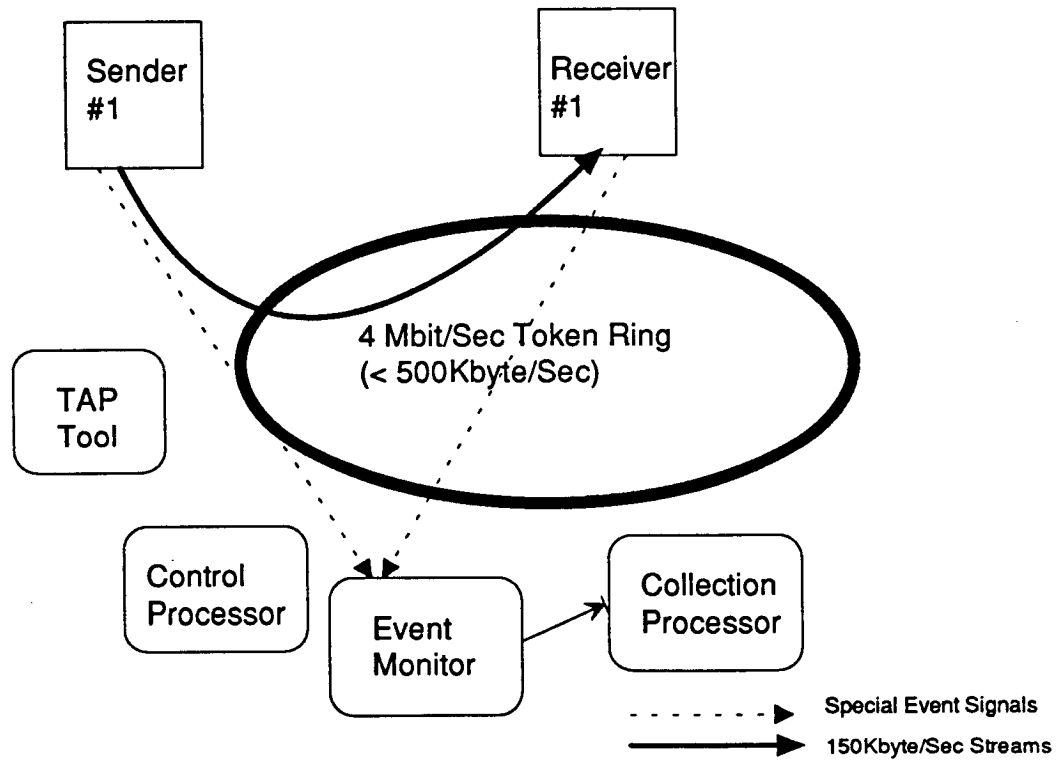 Sender
#1
Receiver
#1
4 Mbit/Sec Token Ring
(< 500Kbyte/Sec)
TAP
Tool
Control
Processor
Event
Monitor
Collection
Processor
Special Event Signals
150Kbyte/Sec Streams